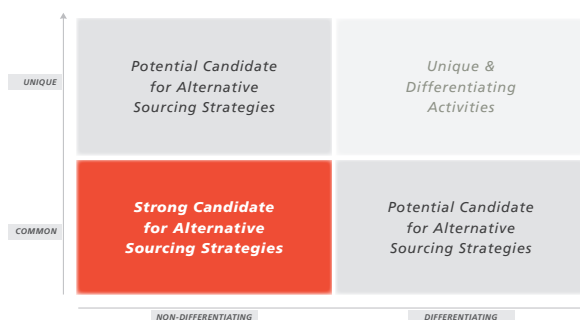 Potential Candidate
for Alternative
Sourcing Strategies
Unique &
Differentiating
Activities
UNIQUE
Strong Candidate
for Alternative
Sourcing Strategies
Potential Candidate
for Alternative
Sourcing Strategies
COMMON
NON-DIFFERENTIATING
DIFFERENTIATING